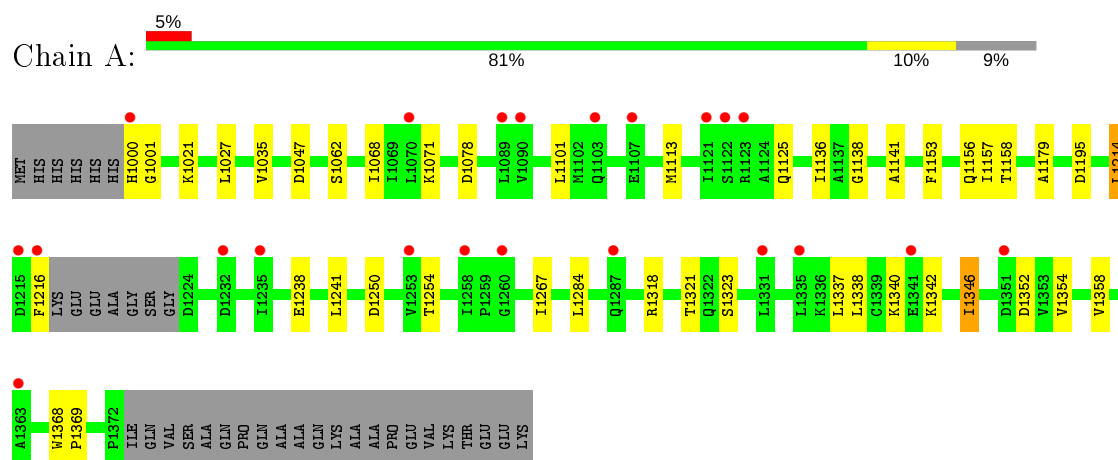 5%
Chain A:
81% 10% 9%
MET HIS HIS HIS HIS HIS H1000 G1001 K1021 L1027 V1035 D1047 S1062 I1068 I1069 L1070 K1071 D1078 L1089 V1090 L1101 M1102 Q1103 E1107 M1113 I1121 S1122 R1123 A1124 Q1125 I1136 A1137 G1138 A1141 F1153 Q1156 I1157 T1158 A1179 D1195 L1214
D1215 F1216 LYS GLU GLU ALA GLY SER GLY D1224 D1232 I1235 E1238 L1241 D1250 V1253 T1254 I1258 P1259 G1260 I1267 L1284 Q1287 R1318 T1321 Q1322 S1323 L1331 L1335 K1336 L1337 L1338 C1339 K1340 E1341 K1342 I1346 D1351 D1352 V1353 V1354 V1358
A1363 W1368 P1369 P1372 ILE GLN VAL SER ALA GLN PRO GLN ALA ALA GLN LYS ALA ALA PRO GLU VAL LYS THR GLU GLU LYS